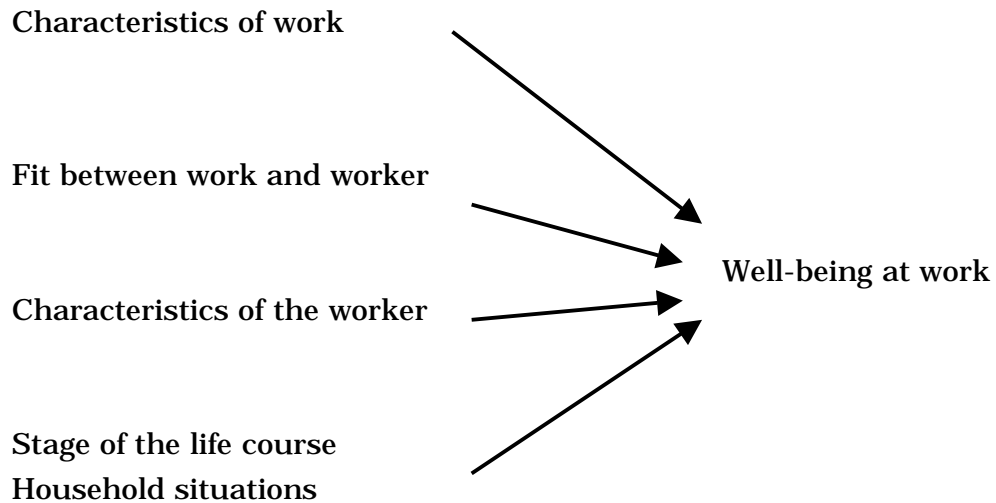 Characteristics of work
Fit between work and worker
Well-being at work
Characteristics of the worker
Stage of the life course
Household situations